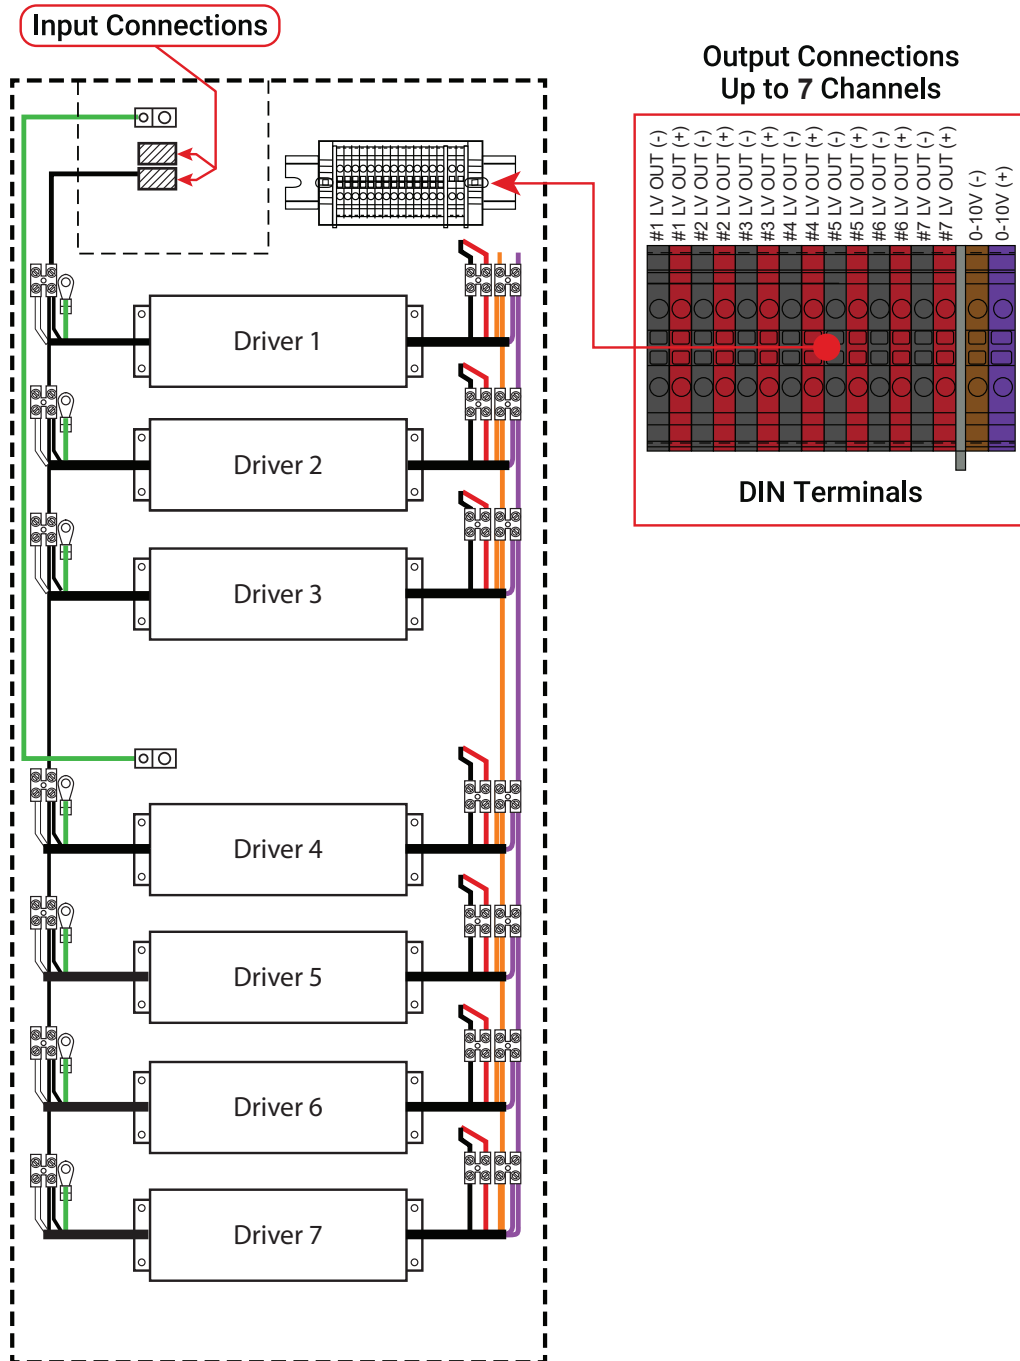 Input Connections
Output Connections
Up to 7 Channels
#1 LV OUT (-)
#1 LV OUT (+)
#2 LV OUT (-)
#2 LV OUT (+)
#3 LV OUT (-)
#3 LV OUT (+)
#4 LV OUT (-)
#4 LV OUT (+)
#5 LV OUT (-)
#5 LV OUT (+)
#6 LV OUT (-)
#6 LV OUT (+)
#7 LV OUT (-)
#7 LV OUT (+)
0-10V (-)
0-10V (+)
DIN Terminals
Driver 1
Driver 2
Driver 3
Driver 4
Driver 5
Driver 6
Driver 7